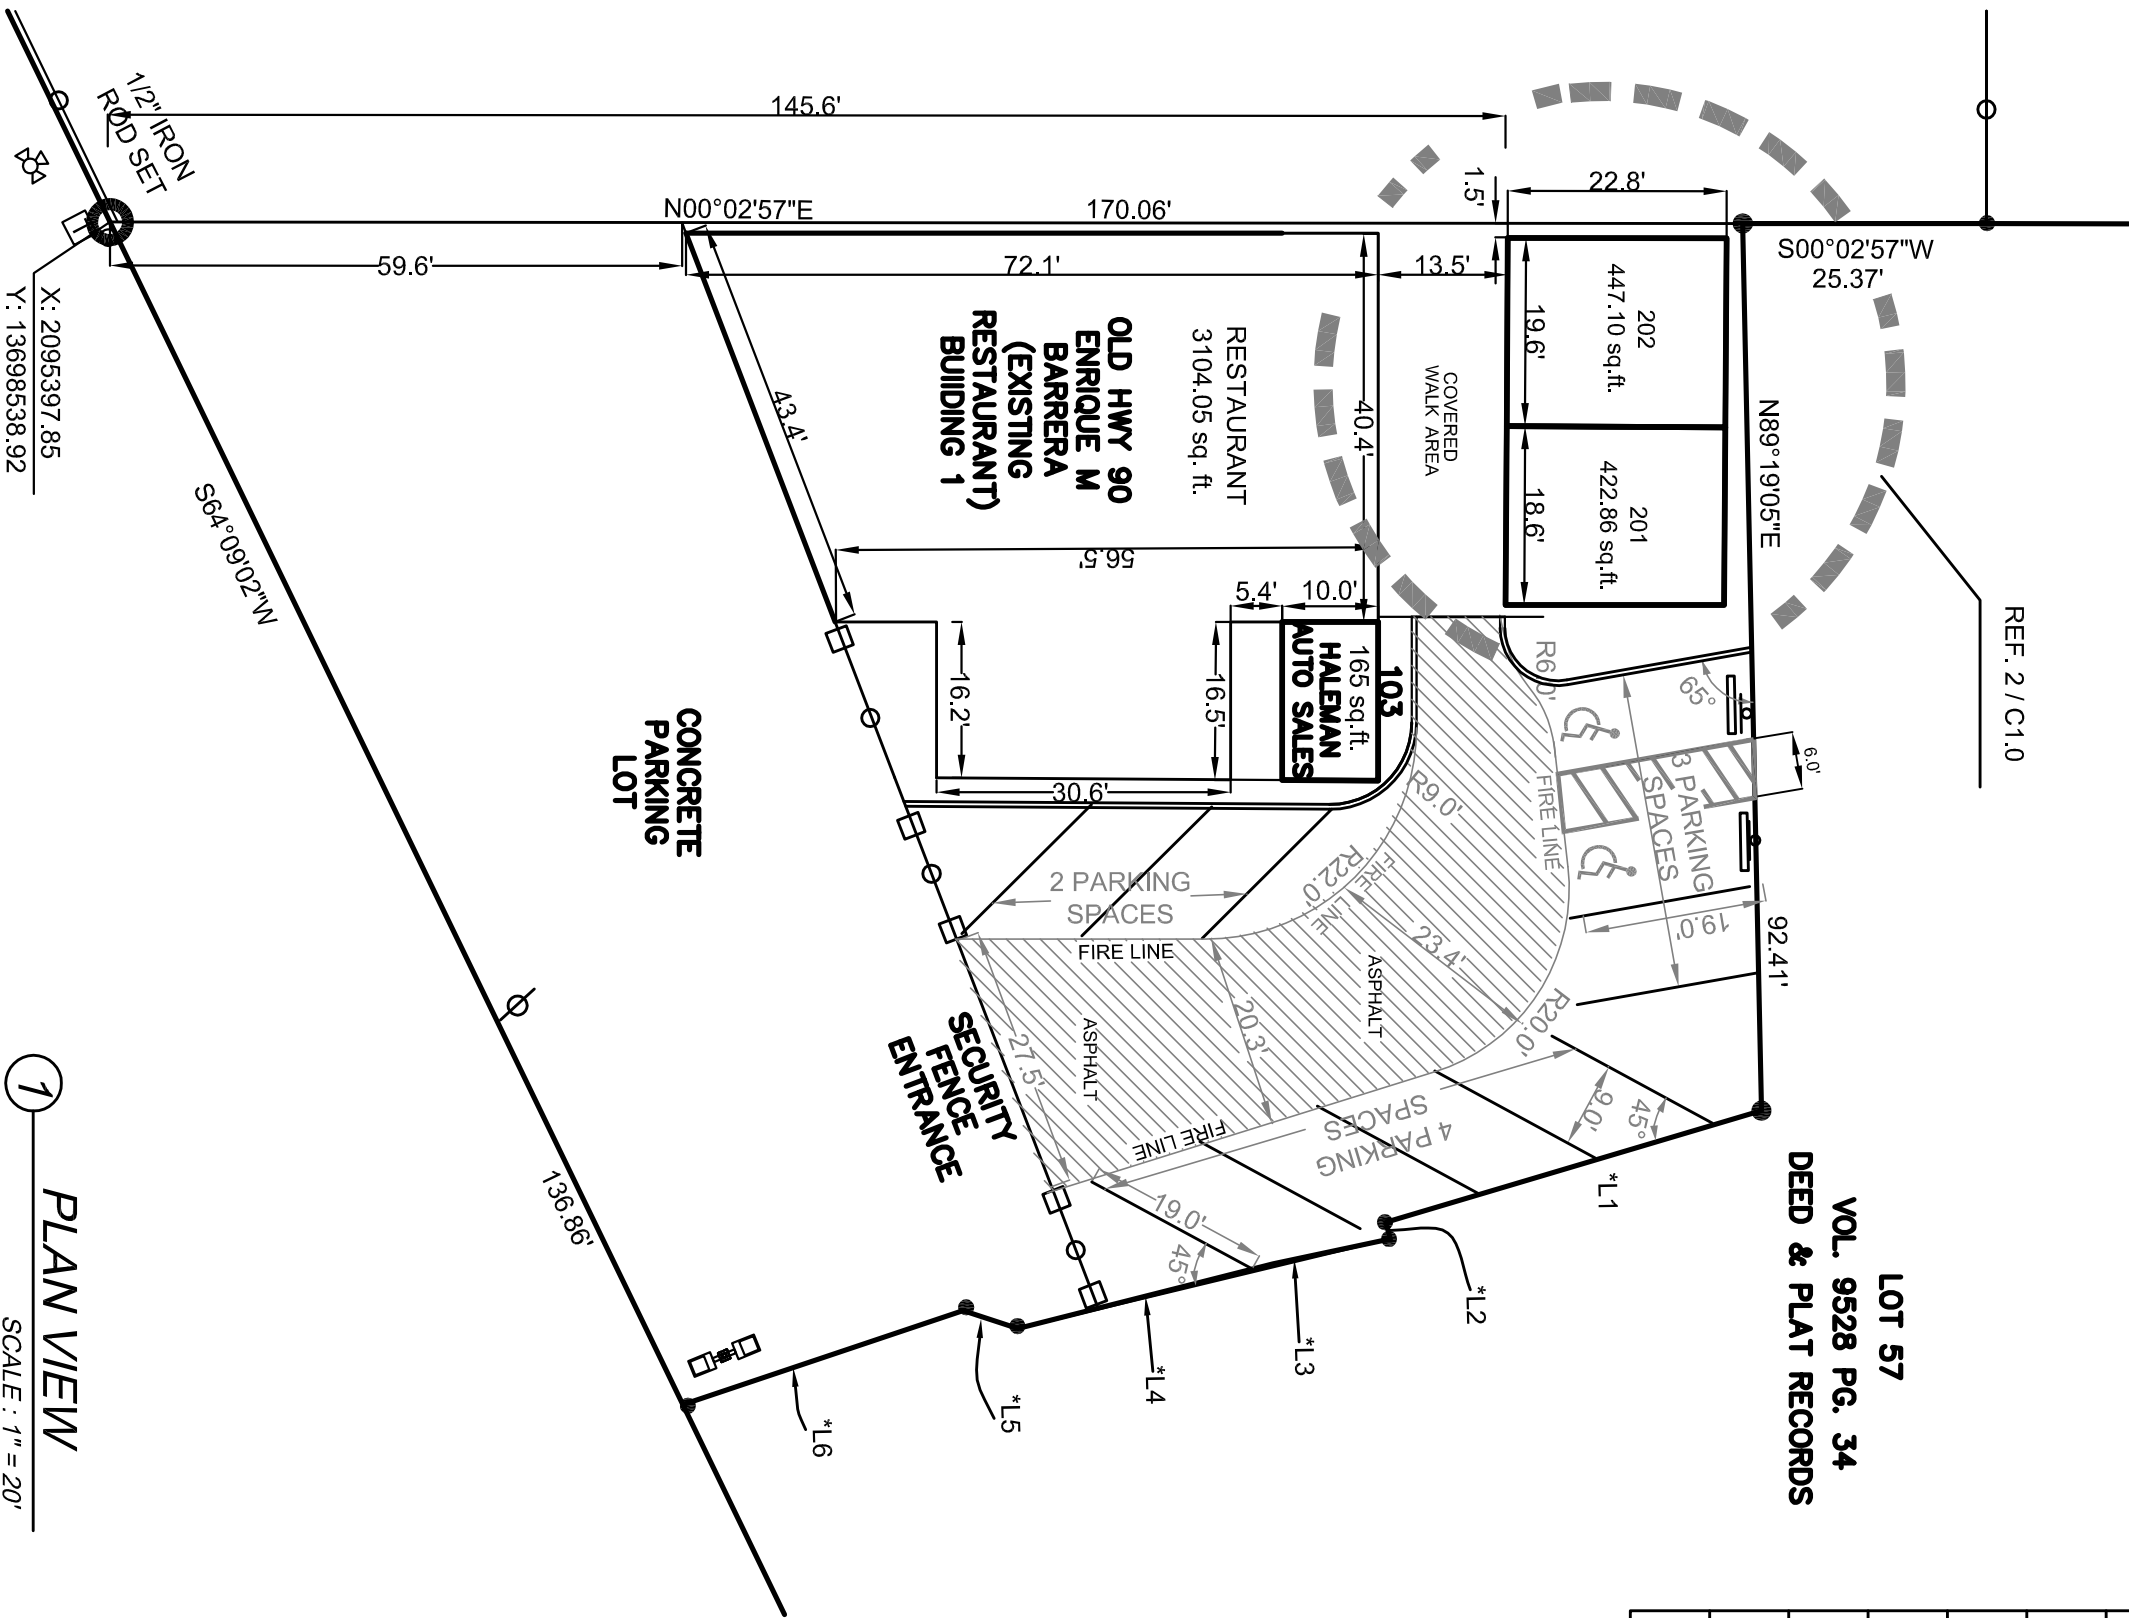 REF. 2 / C1.0
LOT 57
VOL. 9528 PG. 34
DEED & PLAT RECORDS
S00°02'57"W
25.37'
N89°19'05"E
92.41'
6.0'
65°
3 PARKING
SPACES
19.0'
FIRE LINE
R6.0'
202
447.10 sq.ft.
19.6'
201
422.86 sq.ft.
18.6'
22.8'
1.5'
COVERED
WALK AREA
13.5'
145.6'
N00°02'57"E
170.06'
72.1'
59.6'
40.4'
RESTAURANT
3104.05 sq. ft.
OLD HWY 90
ENRIQUE M
BARRERA
(EXISTING
RESTAURANT)
BUIIDING 1
43.4'
56.5'
5.4'
10.0'
103
165 sq.ft.
HALEMAN
AUTO SALES
16.5'
16.2'
30.6'
R9.0'
R22.0'
FIRE
LINE
23.4'
R20.0'
ASPHALT
2 PARKING
SPACES
FIRE LINE
20.3'
ASPHALT
27.5'
FIRE LINE
4 PARKING
SPACES
9.0'
45°
19.0'
45°
*L1
*L2
*L3
*L4
*L5
*L6
SECURITY
FENCE
ENTRANCE
CONCRETE
PARKING
LOT
S64°09'02"W
136.86'
1/2" IRON
ROD SET
X: 2095397.85
Y: 13698538.92
T
1
PLAN VIEW
SCALE : 1" = 20'